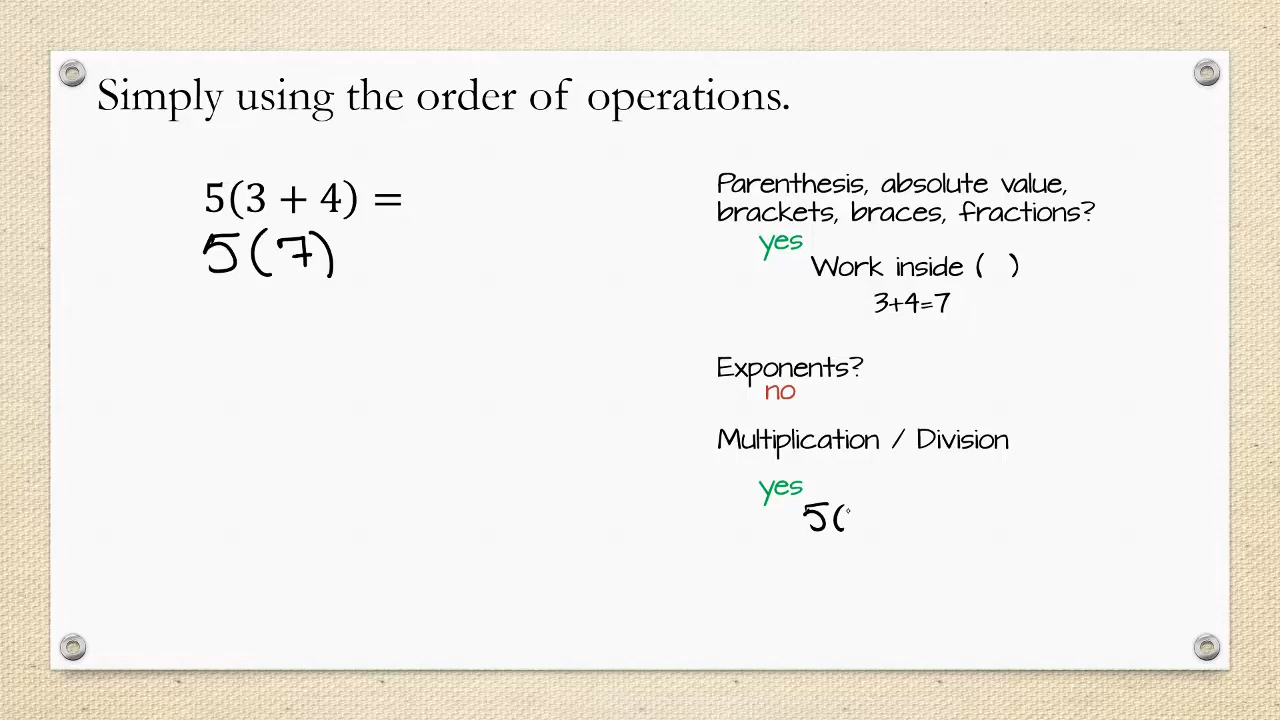 Simply using the order of operations.
5(3 + 4) =
5(7)
Parenthesis, absolute value,
brackets, braces, fractions?
yes
Work inside ( )
3+4=7
Exponents?
no
Multiplication / Division
yes
5(